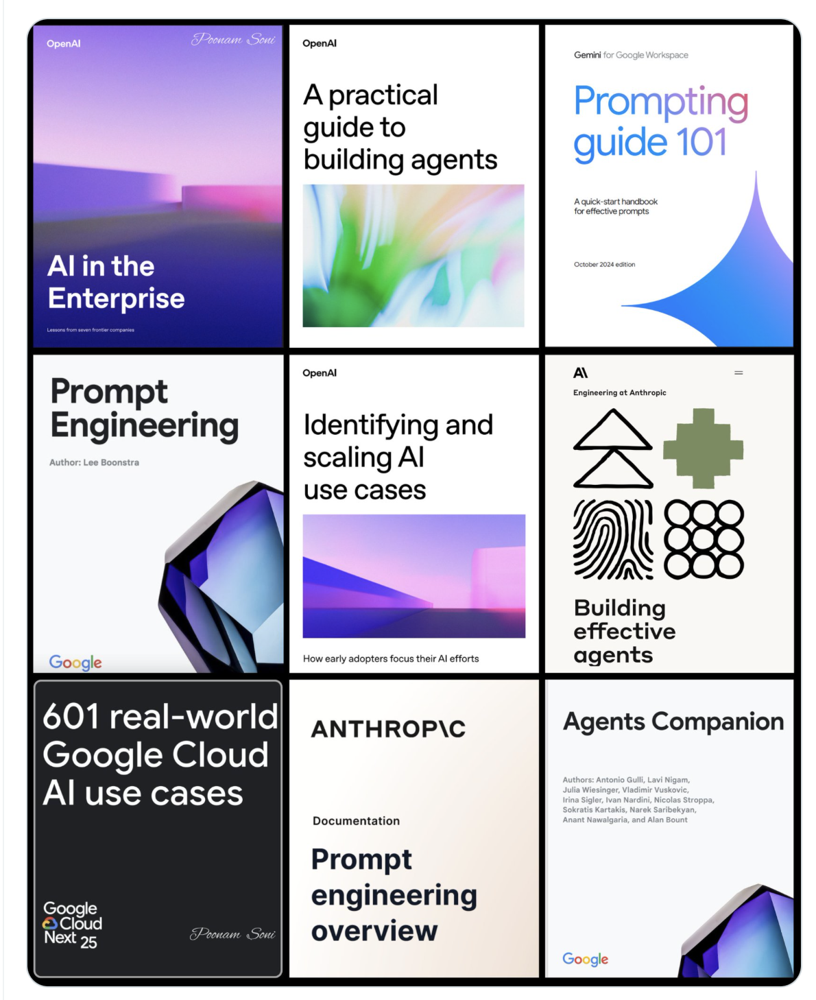 OpenAI
Poonam Soni
AI in the
Enterprise
Lessons from seven frontier companies
OpenAI
A practical
guide to
building agents
Gemini for Google Workspace
Prompting
guide 101
A quick-start handbook
for effective prompts
October 2024 edition
Prompt
Engineering
Author: Lee Boonstra
Google
OpenAI
Identifying and
scaling AI
use cases
How early adopters focus their AI efforts
A\
Engineering at Anthropic
Building
effective
agents
601 real-world
Google Cloud
AI use cases
Google
Cloud
Next 25
Poonam Soni
ANTHROP\C
Documentation
Prompt
engineering
overview
Agents Companion
Authors: Antonio Gulli, Lavi Nigam,
Julia Wiesinger, Vladimir Vuskovic,
Irina Sigler, Ivan Nardini, Nicolas Stroppa,
Sokratis Kartakis, Narek Saribekyan,
Anant Nawalgaria, and Alan Bount
Google